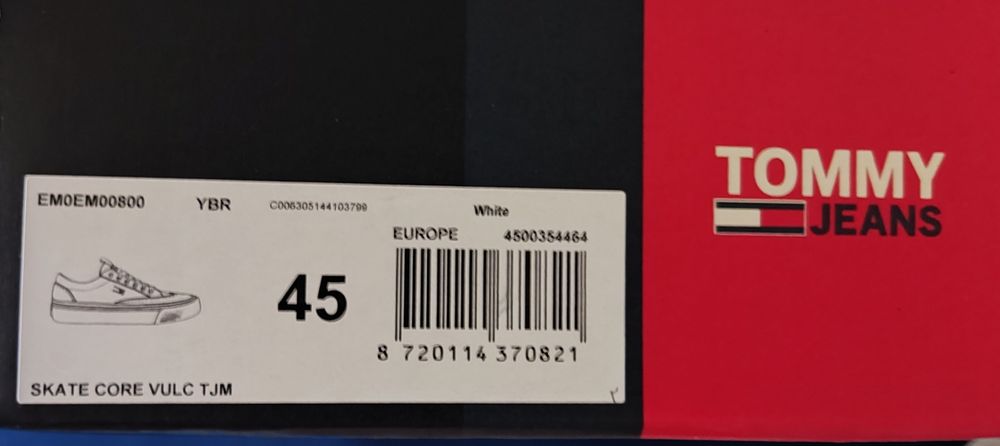 EM0EM00800 YBR C006305144103799 White
EUROPE 4500354464
45
8 720114 370821
SKATE CORE VULC TJM
TOMMY
JEANS